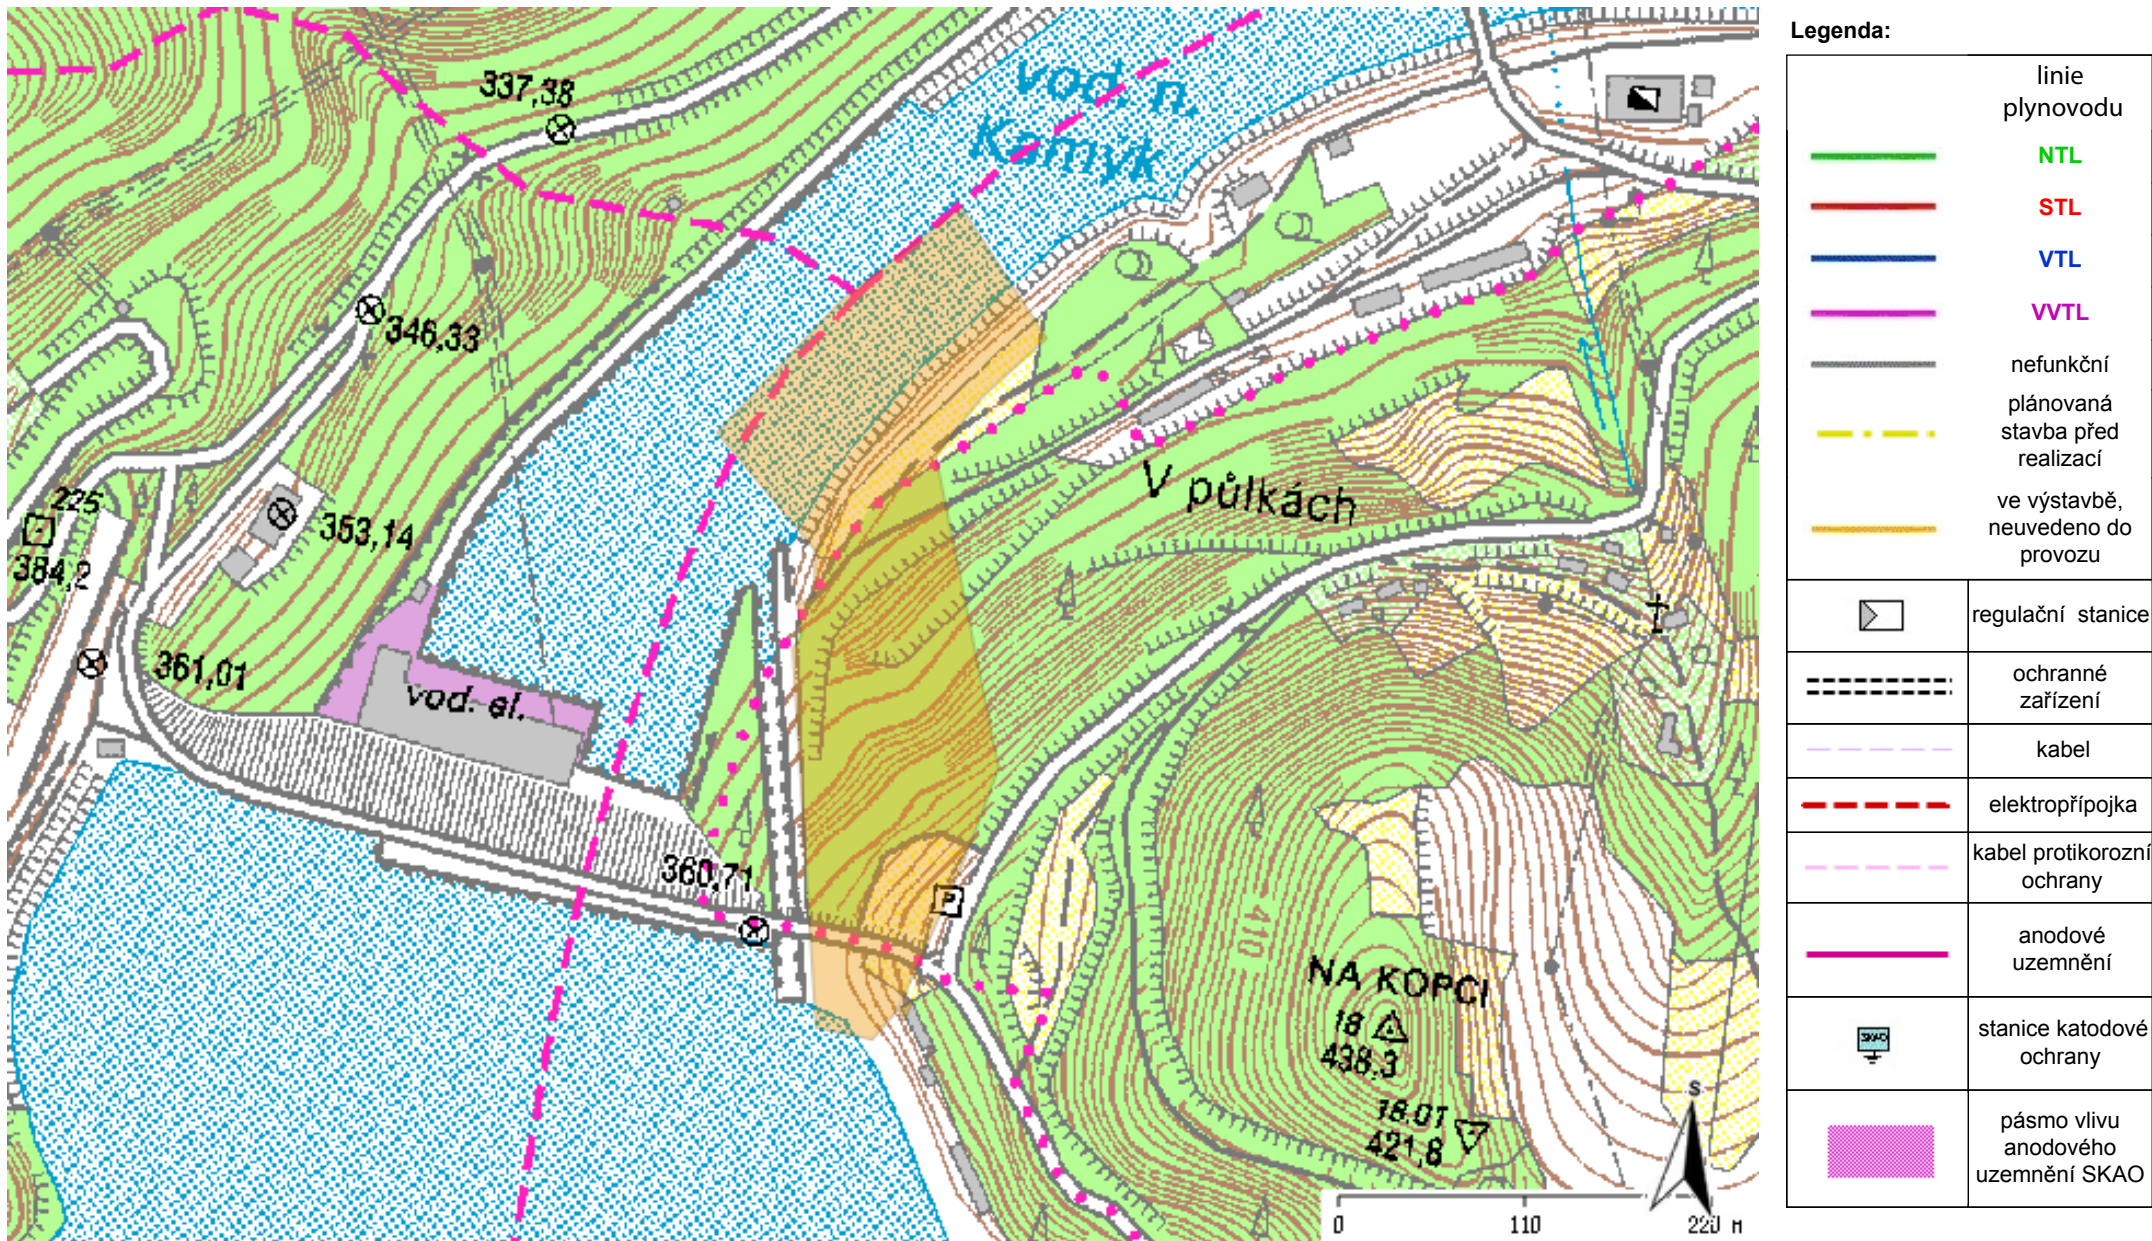 337,38
vod. n.
Kamýk
346,33
225
384,2
353,14
V půlkách
361,01
vod. el.
360,71
P
410
NA KOPCI
18
438,3
18.01
421,8
S
0 110 220 m
Legenda:
linie
plynovodu
NTL
STL
VTL
VVTL
nefunkční
plánovaná
stavba před
realizací
ve výstavbě,
neuvedeno do
provozu
regulační stanice
ochranné
zařízení
kabel
elektropřípojka
kabel protikorozní
ochrany
anodové
uzemnění
SKAO
stanice katodové
ochrany
pásmo vlivu
anodového
uzemnění SKAO